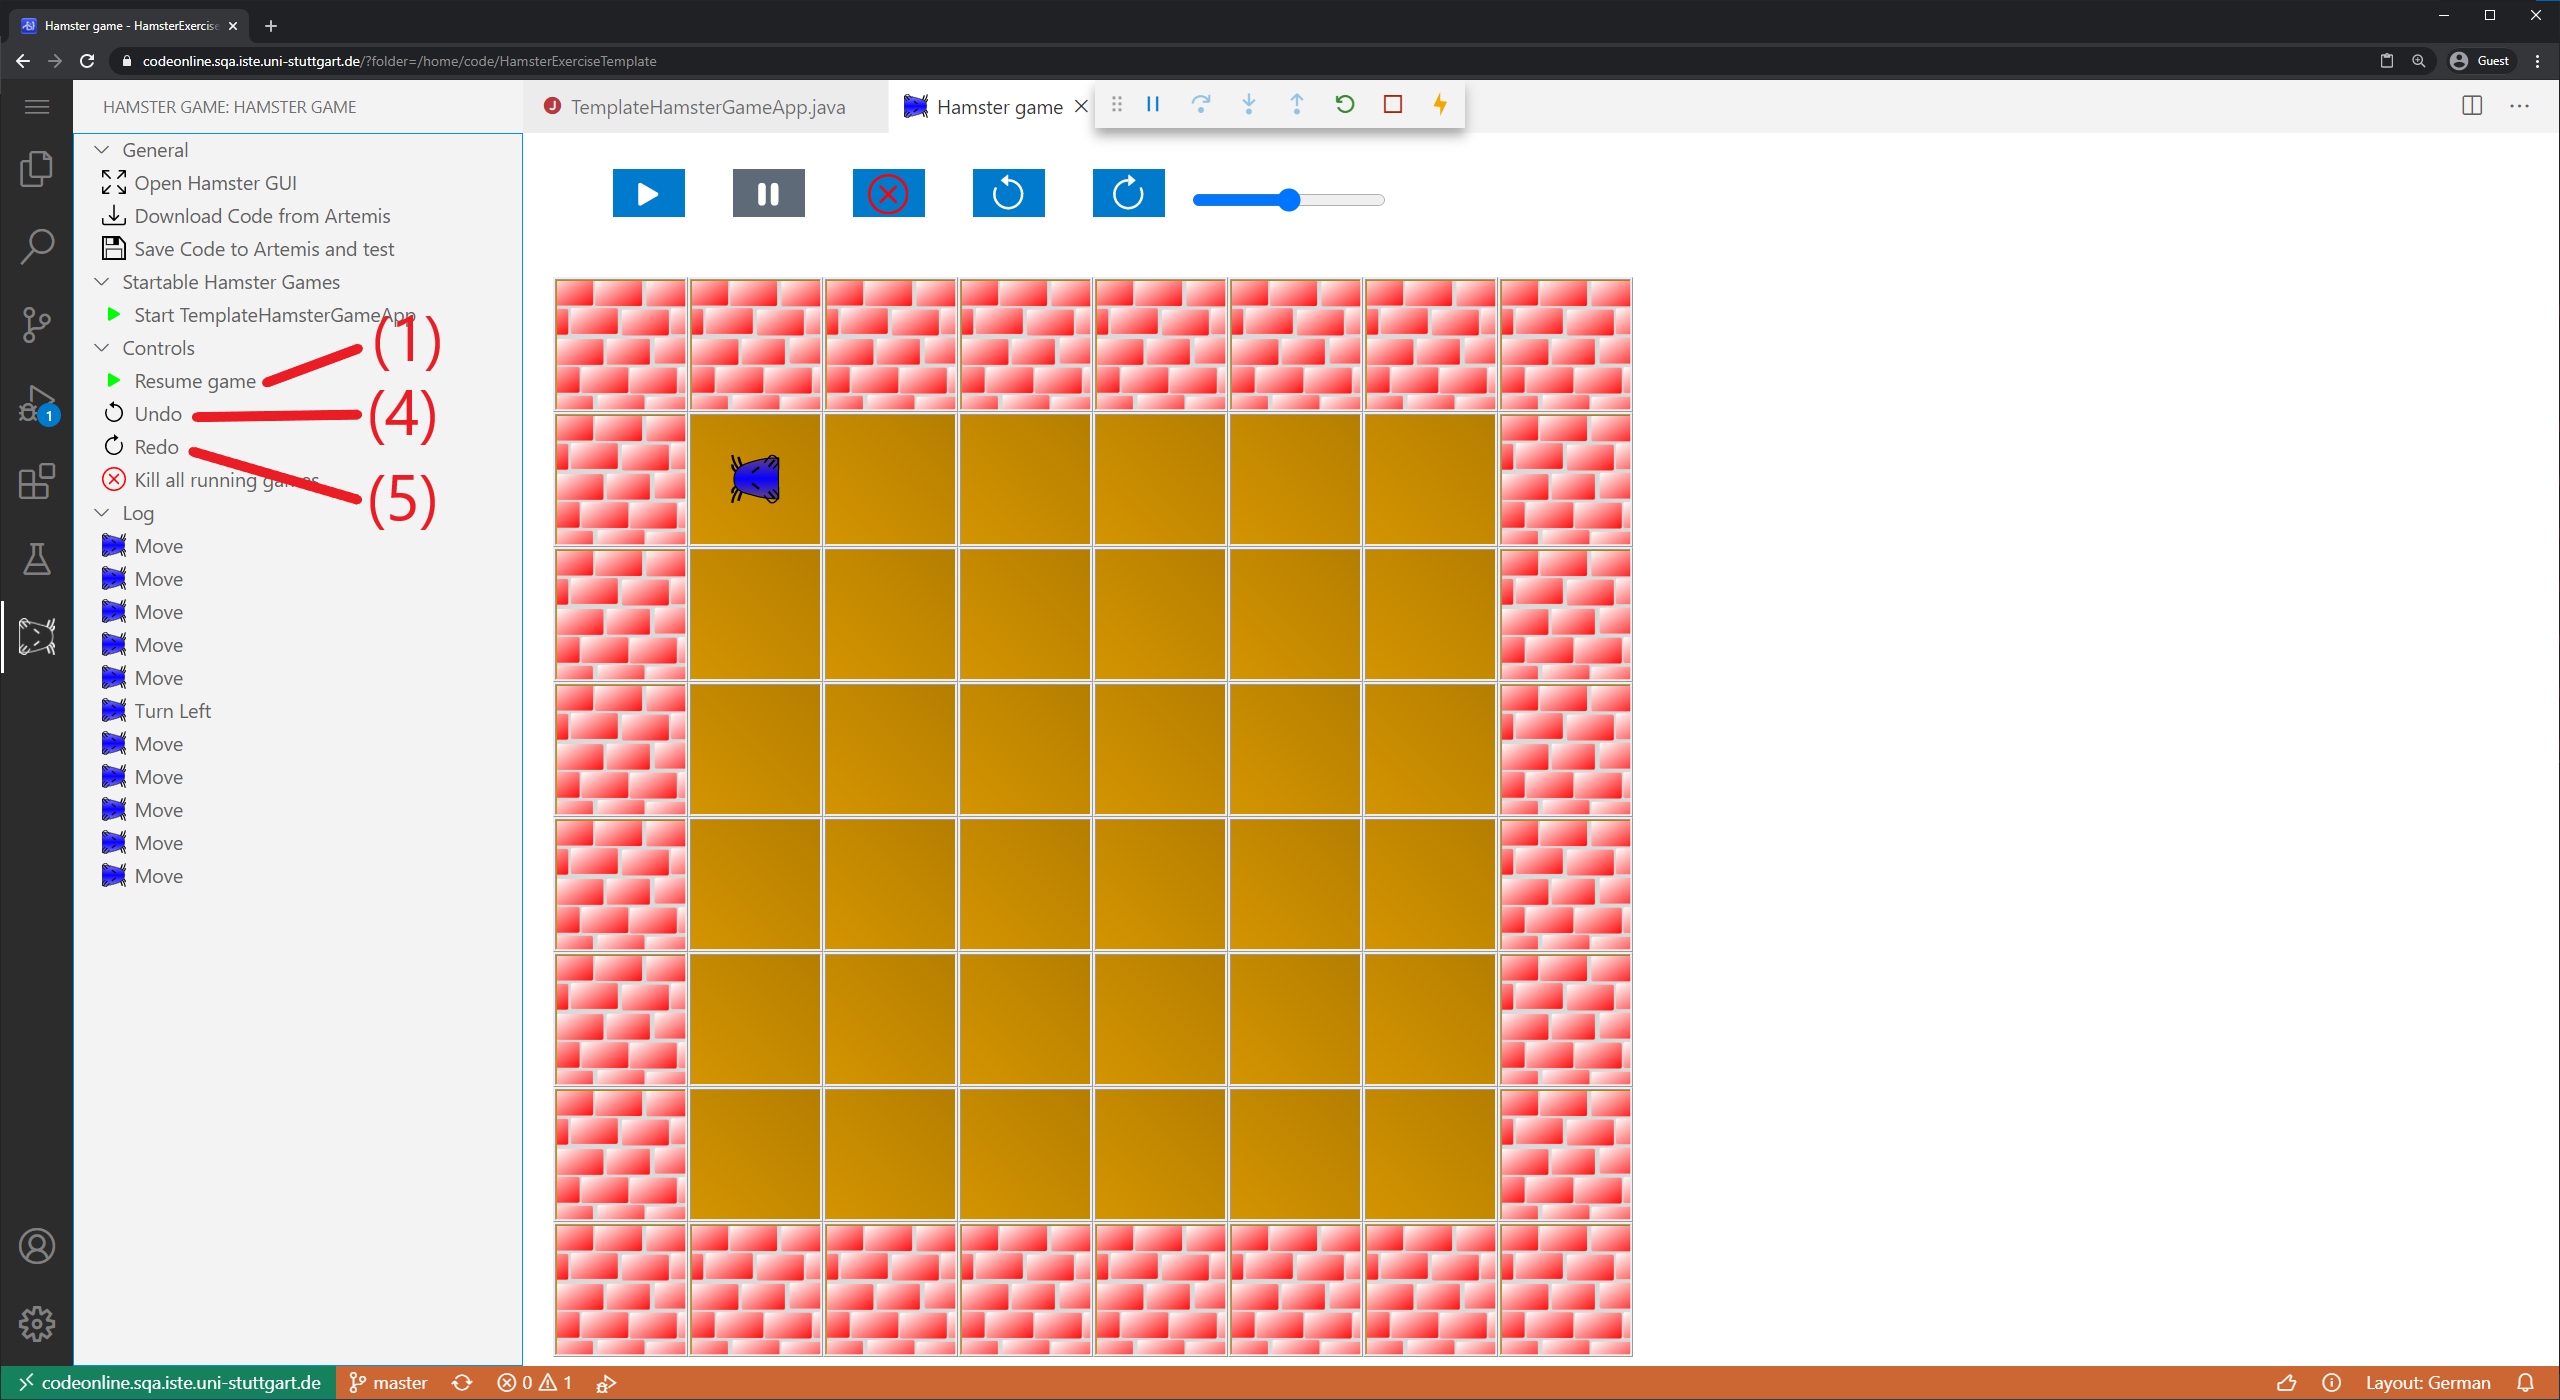 Hamster game - HamsterExercise
codeonline.sqa.iste.uni-stuttgart.de/?folder=/home/code/HamsterExerciseTemplate
Guest
HAMSTER GAME: HAMSTER GAME
TemplateHamsterGameApp.java
Hamster game
General
Open Hamster GUI
Download Code from Artemis
Save Code to Artemis and test
Startable Hamster Games
Start TemplateHamsterGameApp
(1)
Controls
Resume game
Undo
(4)
Redo
Kill all running games
(5)
Log
Move
Move
Move
Move
Move
Turn Left
Move
Move
Move
Move
Move
1
codeonline.sqa.iste.uni-stuttgart.de
master
0
1
Layout: German